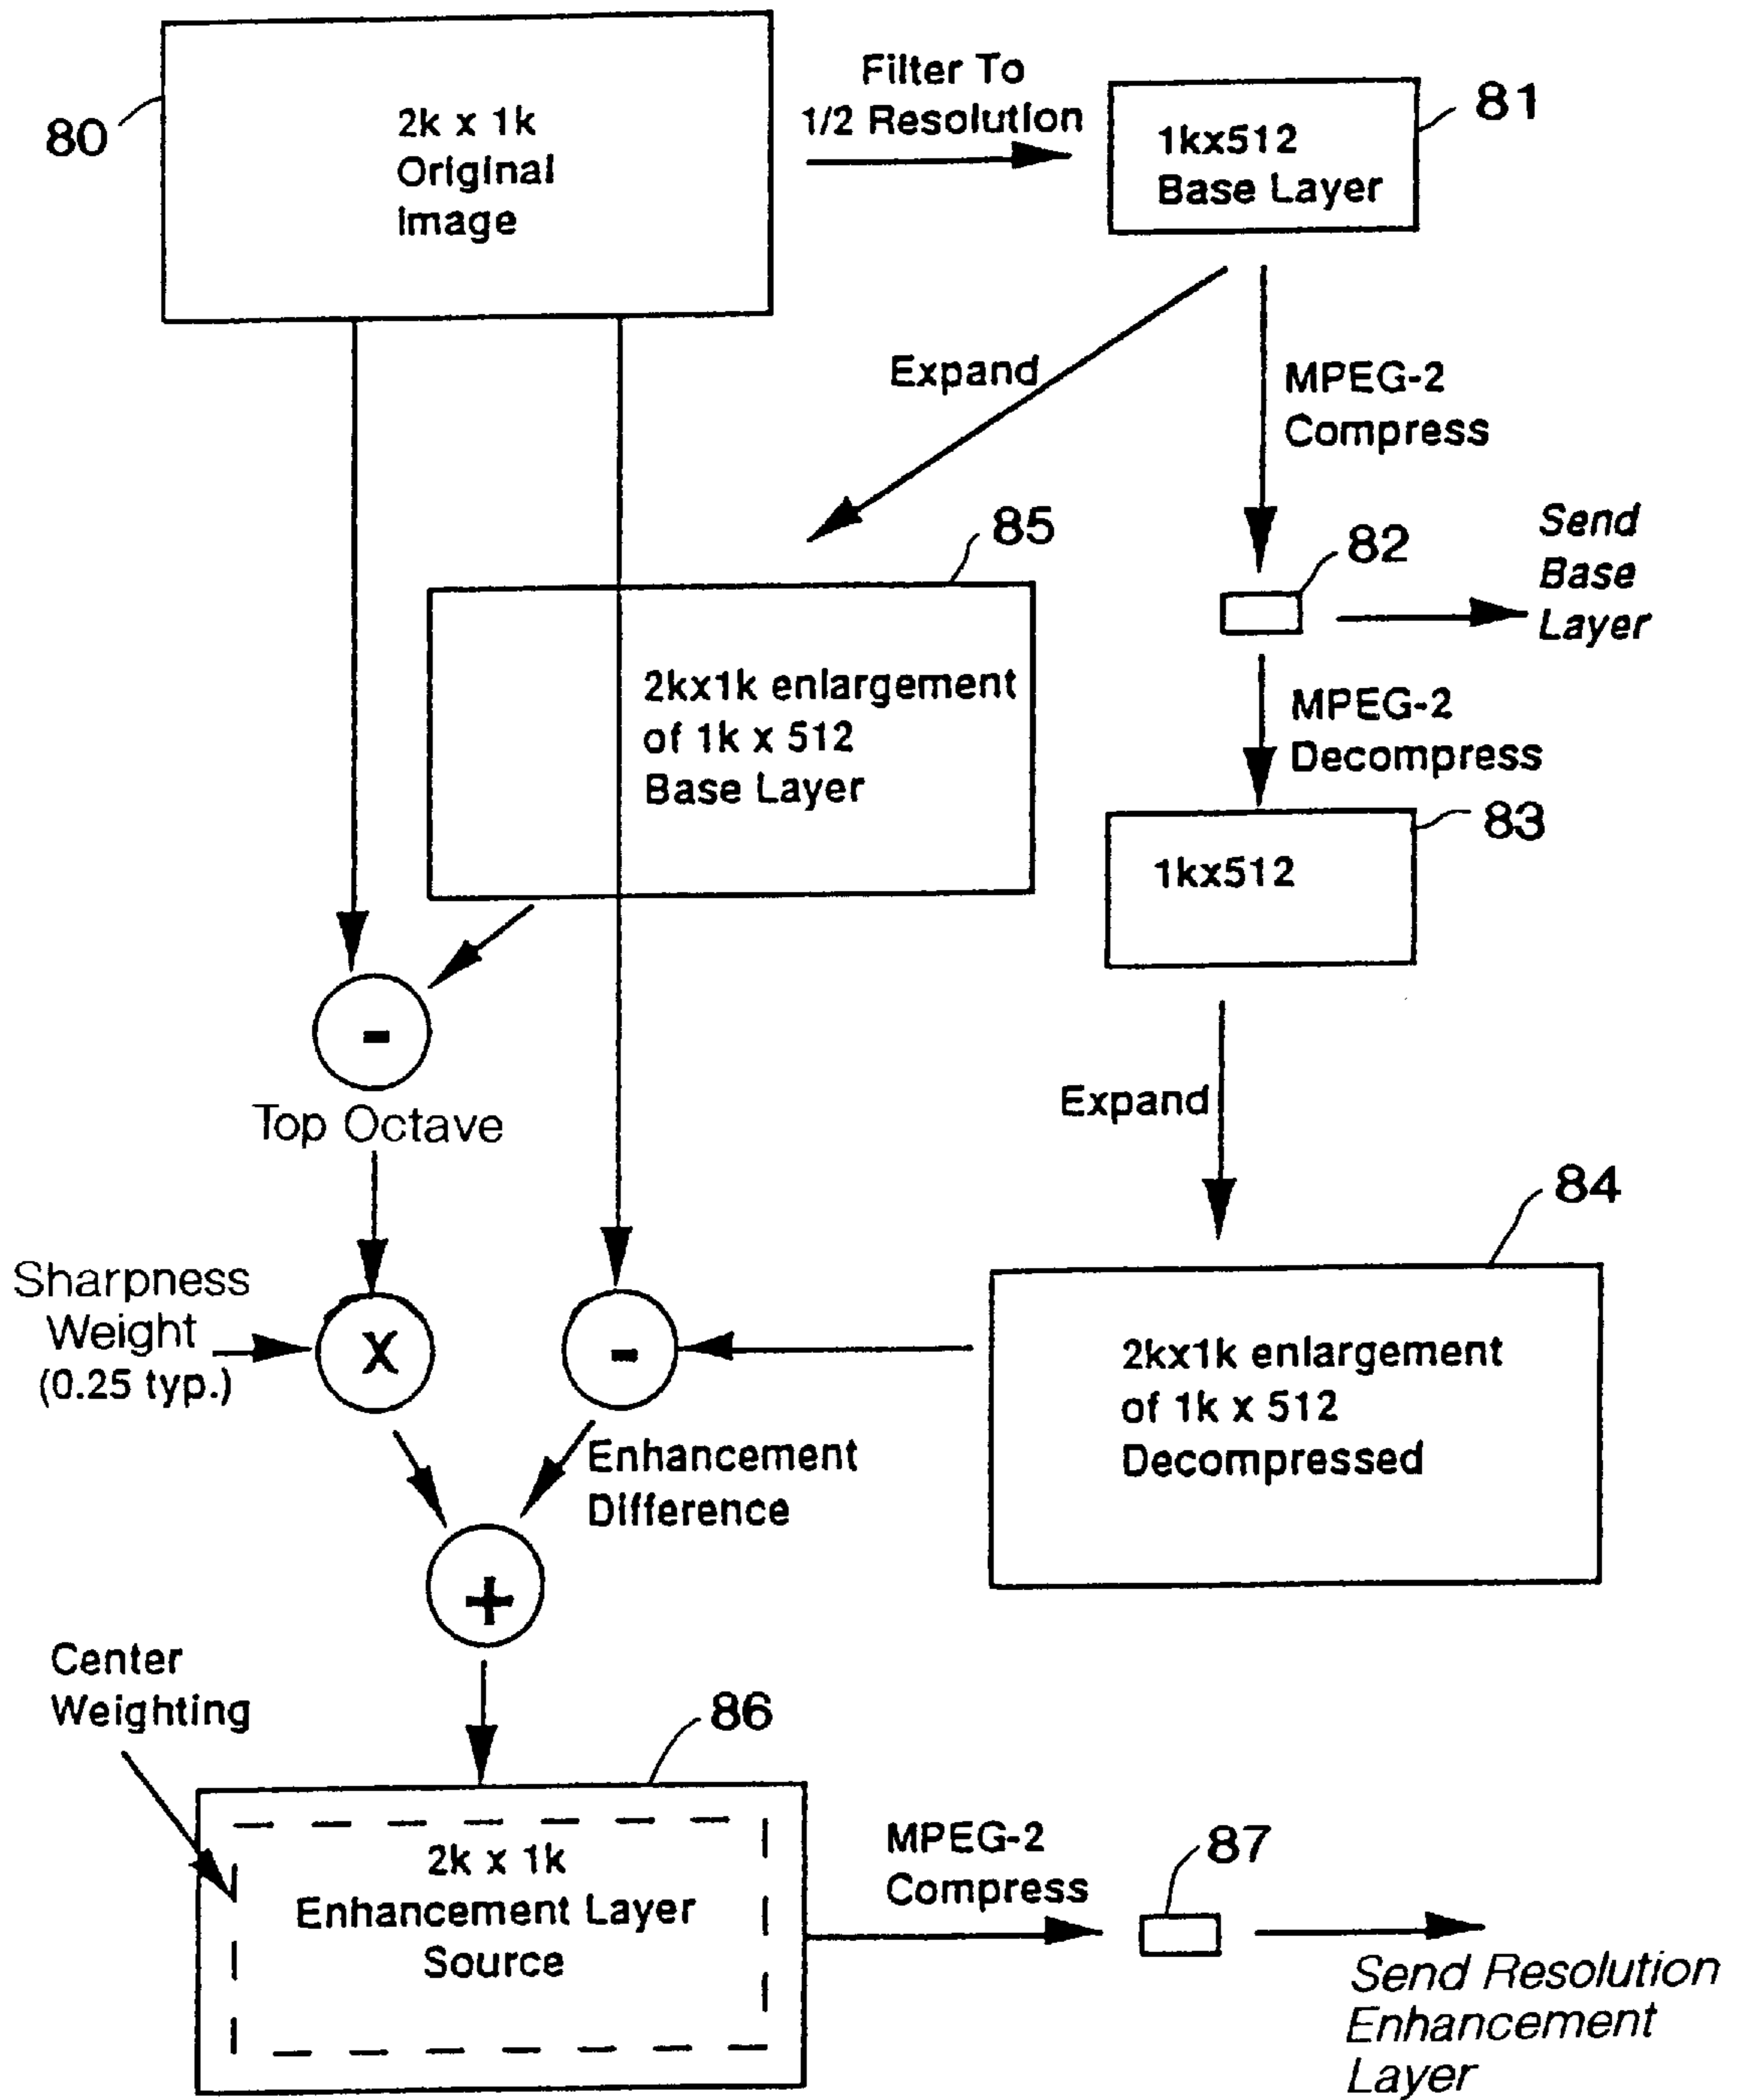 80
2k x 1k
Original
Image
Filter To
1/2 Resolution
1kx512
Base Layer
81
Expand
MPEG-2
Compress
85
82
Send
Base
Layer
2kx1k enlargement
of 1k x 512
Base Layer
MPEG-2
Decompress
83
1kx512
-
Top Octave
Expand
84
Sharpness
Weight
(0.25 typ.)
X
-
2kx1k enlargement
of 1k x 512
Decompressed
Enhancement
Difference
+
Center
Weighting
86
2k x 1k
Enhancement Layer
Source
MPEG-2
Compress
87
Send Resolution
Enhancement
Layer